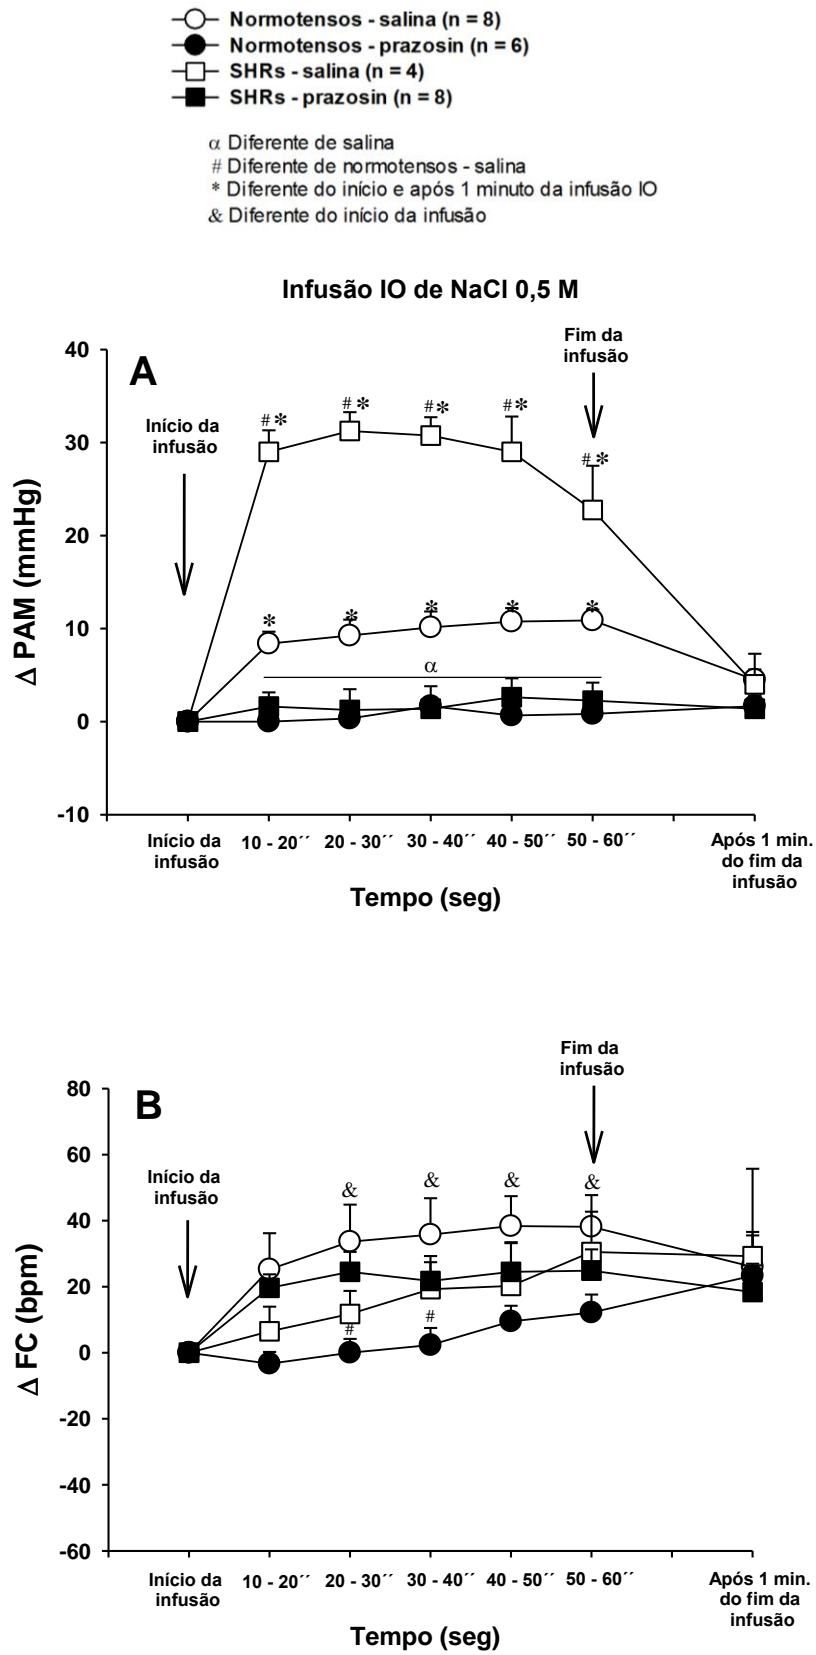 Normotensos - salina (n = 8)
Normotensos - prazosin (n = 6)
SHRs - salina (n = 4)
SHRs - prazosin (n = 8)
α Diferente de salina
# Diferente de normotensos - salina
* Diferente do início e após 1 minuto da infusão IO
& Diferente do início da infusão
Infusão IO de NaCl 0,5 M
A
Fim da
infusão
Início da
infusão
#* #* #* #* #*
* * * * *
α
40
30
20
10
0
-10
Δ PAM (mmHg)
Início da
infusão
10 - 20´´ 20 - 30´´ 30 - 40´´ 40 - 50´´ 50 - 60´´
Após 1 min.
do fim da
infusão
Tempo (seg)
B
Fim da
infusão
Início da
infusão
& & & &
# #
80
60
40
20
0
-20
-40
-60
Δ FC (bpm)
Início da
infusão
10 - 20´´ 20 - 30´´ 30 - 40´´ 40 - 50´´ 50 - 60´´
Após 1 min.
do fim da
infusão
Tempo (seg)